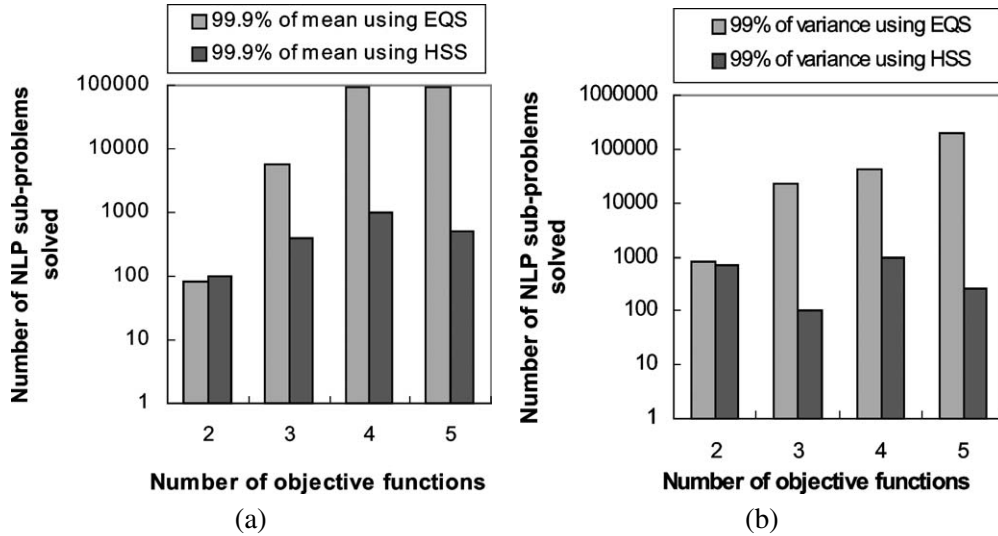 99.9% of mean using EQS
99.9% of mean using HSS
100000
10000
1000
100
10
1
Number of NLP sub-problems
solved
2 3 4 5
Number of objective functions
(a)
99% of variance using EQS
99% of variance using HSS
1000000
100000
10000
1000
100
10
1
Number of NLP sub-problems
solved
2 3 4 5
Number of objective functions
(b)